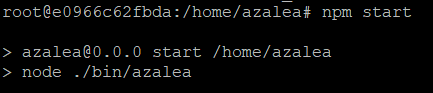 root@e0966c62fbda:/home/azalea# npm start
> azalea@0.0.0 start /home/azalea
> node ./bin/azalea